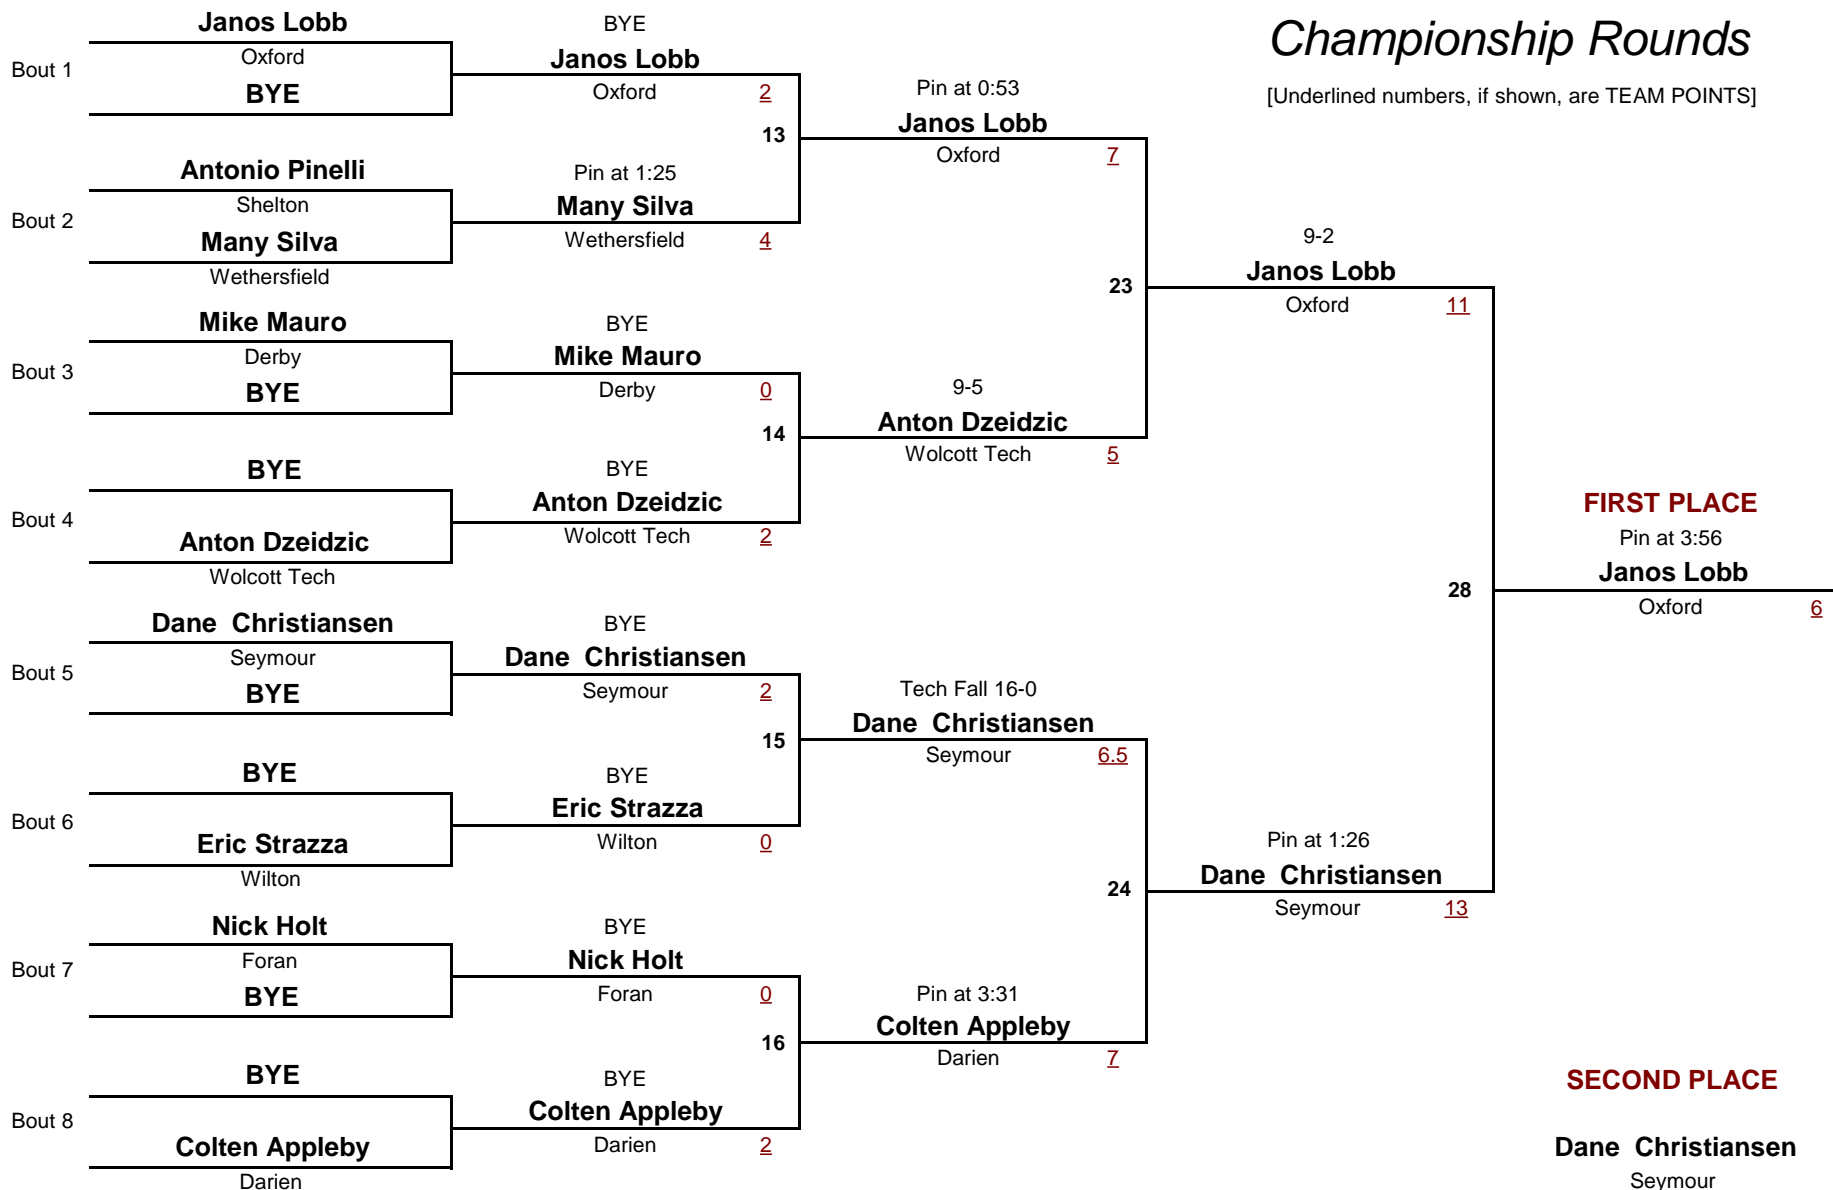 Championship Rounds
[Underlined numbers, if shown, are TEAM POINTS]
Bout 1
Janos Lobb
Oxford
BYE
Bout 2
Antonio Pinelli
Shelton
Many Silva
Wethersfield
Bout 3
Mike Mauro
Derby
BYE
Bout 4
BYE
Anton Dzeidzic
Wolcott Tech
Bout 5
Dane  Christiansen
Seymour
BYE
Bout 6
BYE
Eric Strazza
Wilton
Bout 7
Nick Holt
Foran
BYE
Bout 8
BYE
Colten Appleby
Darien
BYE
Janos Lobb
Oxford 2
13
Pin at 1:25
Many Silva
Wethersfield 4
BYE
Mike Mauro
Derby 0
14
BYE
Anton Dzeidzic
Wolcott Tech 2
BYE
Dane  Christiansen
Seymour 2
15
BYE
Eric Strazza
Wilton 0
BYE
Nick Holt
Foran 0
16
BYE
Colten Appleby
Darien 2
Pin at 0:53
Janos Lobb
Oxford 7
23
9-5
Anton Dzeidzic
Wolcott Tech 5
Tech Fall 16-0
Dane  Christiansen
Seymour 6.5
24
Pin at 3:31
Colten Appleby
Darien 7
9-2
Janos Lobb
Oxford 11
28
Pin at 1:26
Dane  Christiansen
Seymour 13
FIRST PLACE
Pin at 3:56
Janos Lobb
Oxford 6
SECOND PLACE
Dane  Christiansen
Seymour